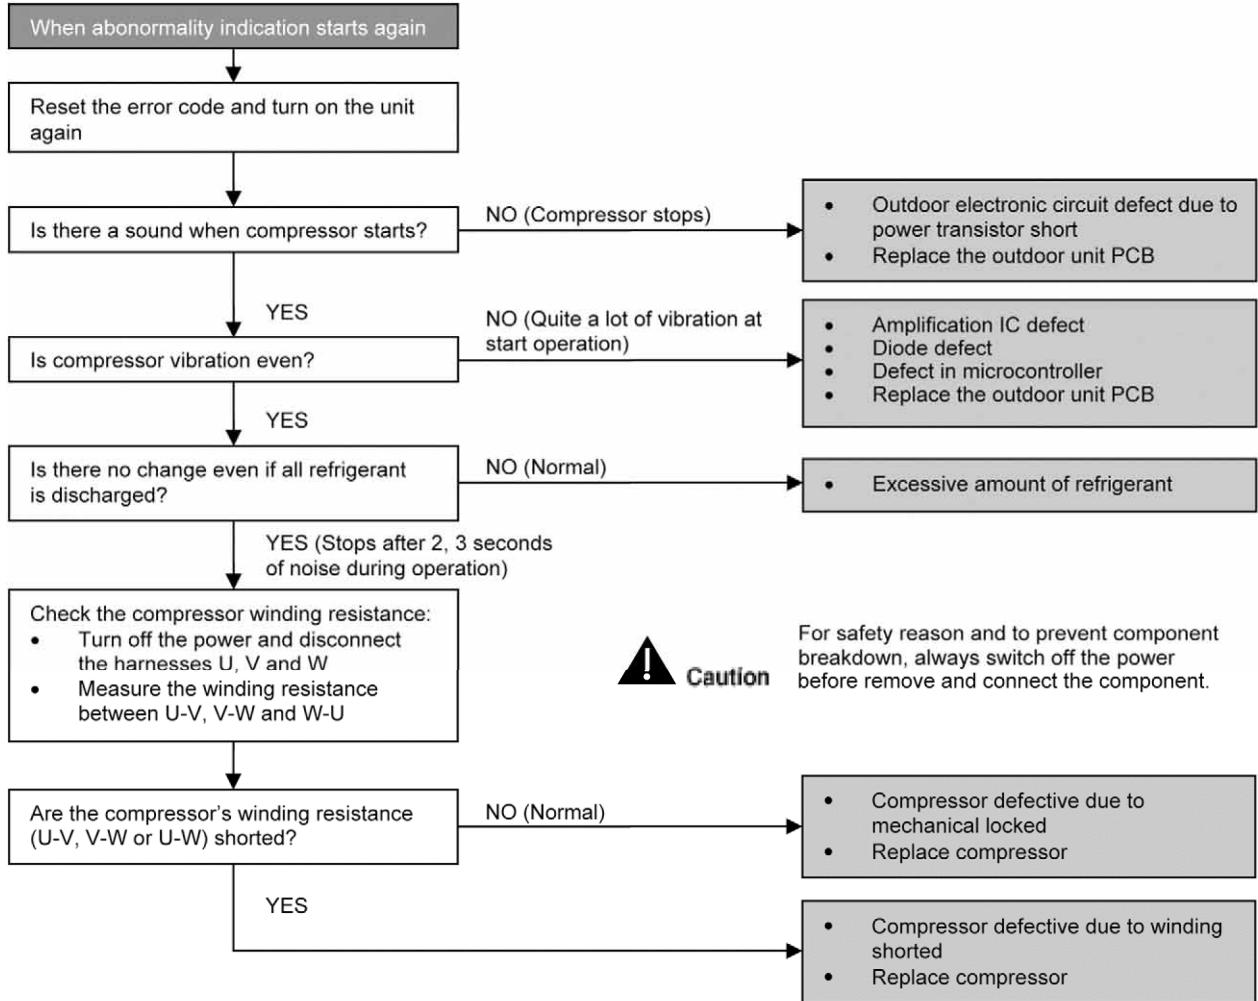 When abonormality indication starts again
Reset the error code and turn on the unit
again
Is there a sound when compressor starts?
NO (Compressor stops)
• Outdoor electronic circuit defect due to
power transistor short
• Replace the outdoor unit PCB
YES
Is compressor vibration even?
NO (Quite a lot of vibration at
start operation)
• Amplification IC defect
• Diode defect
• Defect in microcontroller
• Replace the outdoor unit PCB
YES
Is there no change even if all refrigerant
is discharged?
NO (Normal)
• Excessive amount of refrigerant
YES (Stops after 2, 3 seconds
of noise during operation)
Check the compressor winding resistance:
• Turn off the power and disconnect
the harnesses U, V and W
• Measure the winding resistance
between U-V, V-W and W-U
Caution
For safety reason and to prevent component
breakdown, always switch off the power
before remove and connect the component.
Are the compressor's winding resistance
(U-V, V-W or U-W) shorted?
NO (Normal)
• Compressor defective due to
mechanical locked
• Replace compressor
YES
• Compressor defective due to winding
shorted
• Replace compressor